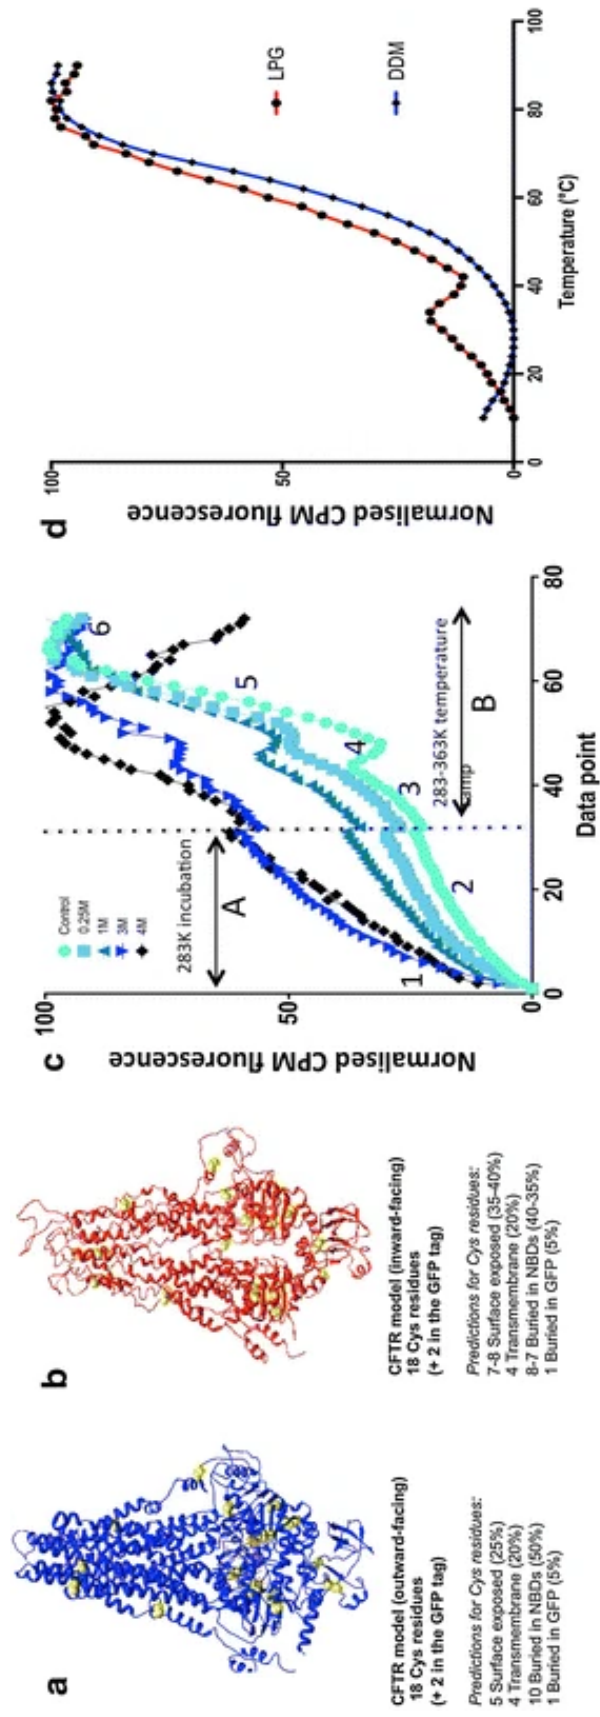 a
CFTR model (outward-facing)
18 Cys residues
(+ 2 in the GFP tag)
Predictions for Cys residues:
5 Surface exposed (25%)
4 Transmembrane (20%)
10 Buried in NBDs (50%)
1 Buried in GFP (5%)
b
CFTR model (inward-facing)
18 Cys residues
(+ 2 in the GFP tag)
Predictions for Cys residues:
7-8 Surface exposed (35-40%)
4 Transmembrane (20%)
8-7 Buried in NBDs (40-35%)
1 Buried in GFP (5%)
c
Normalised CPM fluorescence
100
50
0
Control
0.25M
1M
3M
4M
283K incubation
A
283-363K temperature
ramp
B
1
2
3
4
5
6
0
20
40
60
80
Data point
d
Normalised CPM fluorescence
100
50
0
LPG
DDM
0
20
40
60
80
100
Temperature (°C)